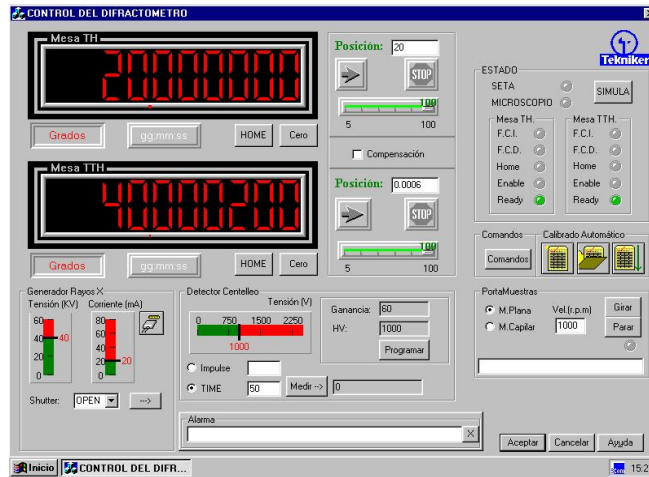 CONTROL DEL DIFRACTOMETRO
Mesa TH
20000000
Grados
gg:mm:ss
HOME
Cero
Mesa TTH
40000200
Grados
gg:mm:ss
HOME
Cero
Posición: 20
STOP
100
5 100
Compensación
Posición: 0.0006
STOP
100
5 100
Tekniker
ESTADO
SETA
MICROSCOPIO
SIMULA
Mesa TH.
F.C.I.
F.C.D.
Home
Enable
Ready
Mesa TTH.
F.C.I.
F.C.D.
Home
Enable
Ready
Comandos
Comandos
Calibrado Automático
Generador Rayos X
Tensión (KV) Corriente (mA)
60
40 40
20
0
80
60
40
20 20
0
Shutter: OPEN --->
Detector Centelleo
Tensión (V)
0 750 1500 2250
1000
Ganancia: 60
HV: 1000
Programar
Impulse
TIME 50 Medir --> 0
Alarma
X
PortaMuestras
M.Plana
M.Capilar
Vel.(r.p.m)
1000
Girar
Parar
Aceptar Cancelar Ayuda
Inicio CONTROL DEL DIFR...
15:2